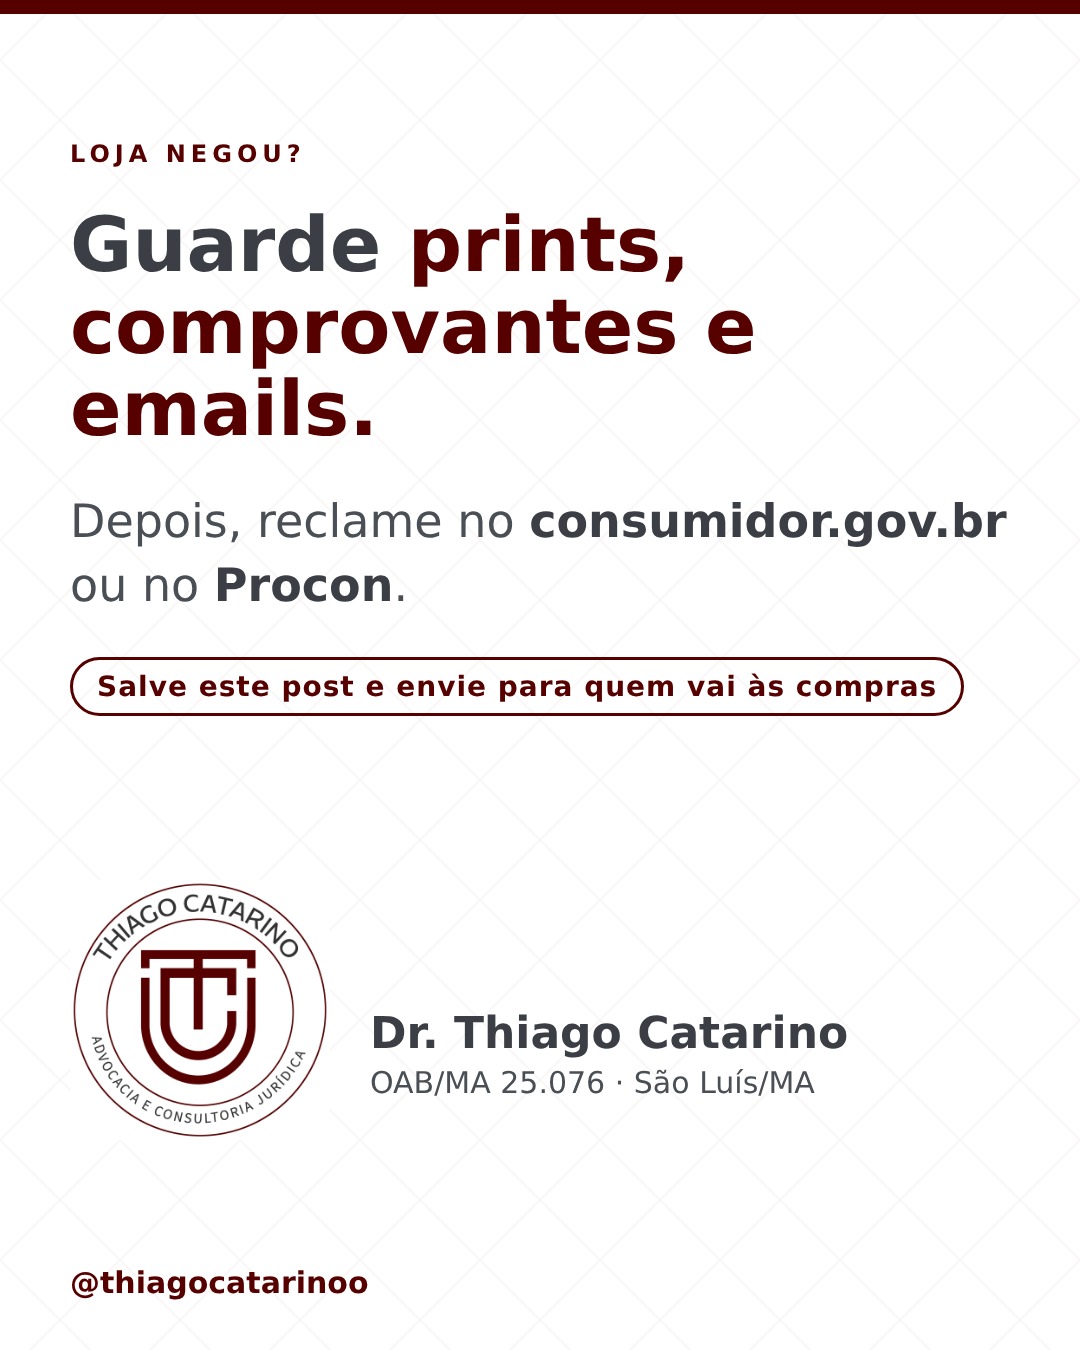 LOJA NEGOU?
Guarde prints,
comprovantes e
emails.
Depois, reclame no consumidor.gov.br
ou no Procon.
Salve este post e envie para quem vai às compras
THIAGO CATARINO
ADVOCACIA E CONSULTORIA JURÍDICA
Dr. Thiago Catarino
OAB/MA 25.076 · São Luís/MA
@thiagocatarinoo